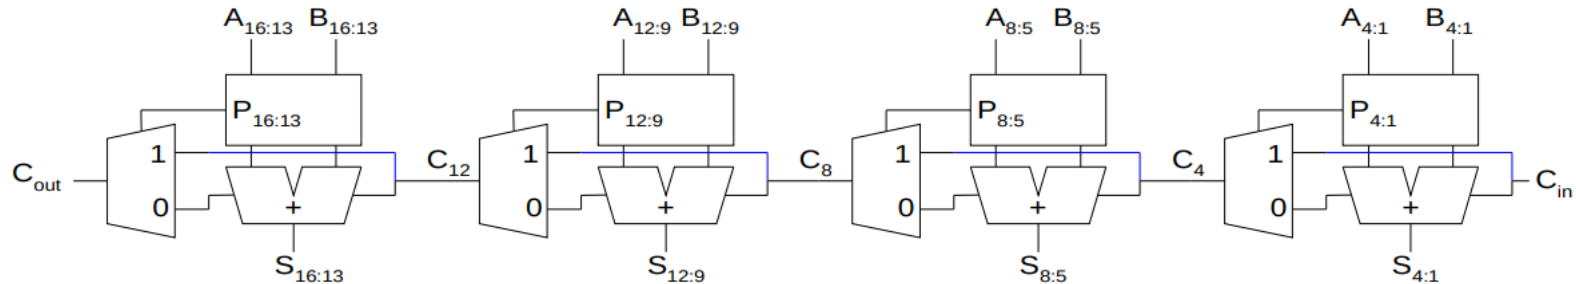 A16:13 B16:13 A12:9 B12:9 A8:5 B8:5 A4:1 B4:1
P16:13 P12:9 P8:5 P4:1
1 1 1 1
Cout C12 C8 C4 Cin
0 + 0 + 0 + 0 +
S16:13 S12:9 S8:5 S4:1